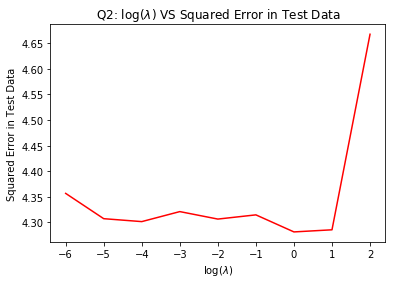 Q2: log(λ) VS Squared Error in Test Data
Squared Error in Test Data
4.65
4.60
4.55
4.50
4.45
4.40
4.35
4.30
−6 −5 −4 −3 −2 −1 0 1 2
log(λ)